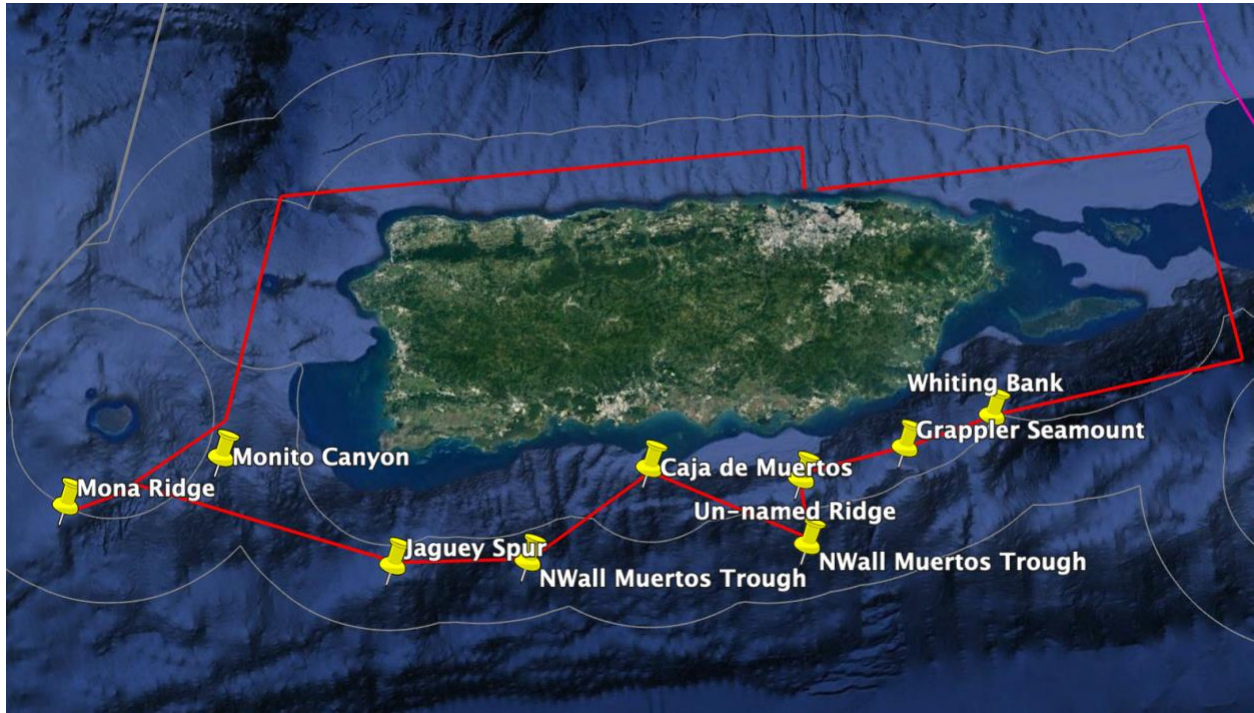 Whiting Bank
Grappler Seamount
Monito Canyon
Caja de Muertos
Mona Ridge
Un-named Ridge
Jaguey Spur
NWall Muertos Trough
NWall Muertos Trough